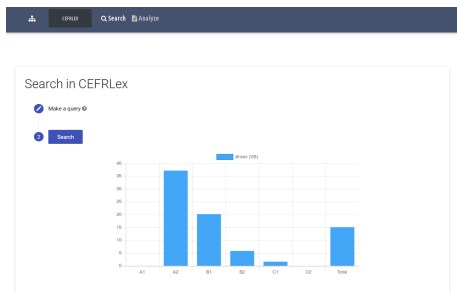 CEFRLEX Search Analyze
Search in CEFRLex
Make a query
2 Search
(VB)
40
35
30
25
20
15
10
5
0
A1 A2 B1 B2 C1 C2 Total